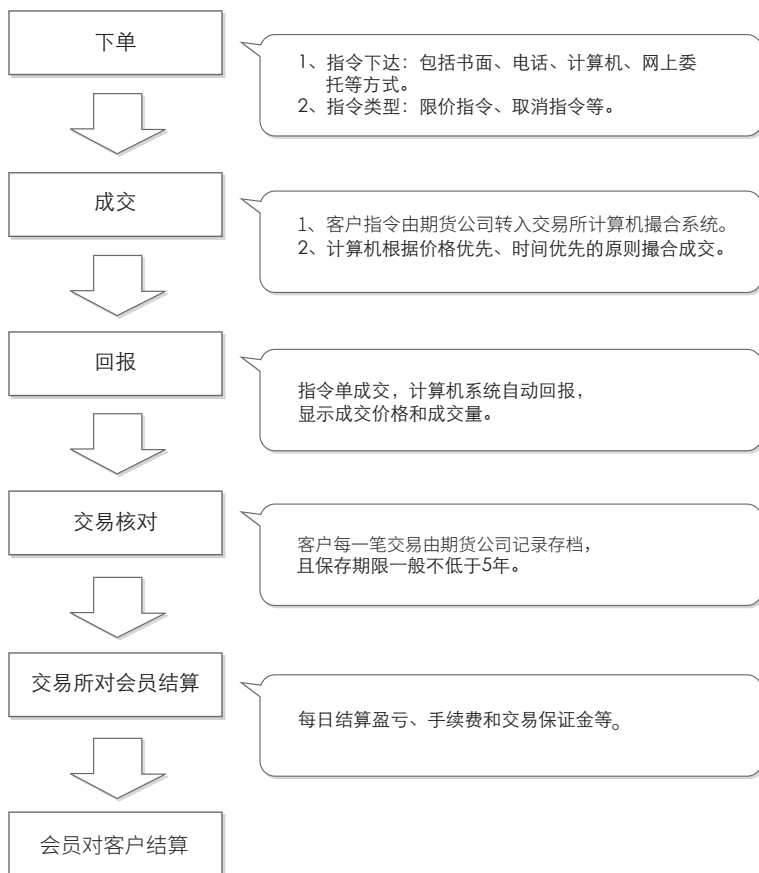 下单
1、指令下达：包括书面、电话、计算机、网上委
托等方式。
2、指令类型：限价指令、取消指令等。
成交
1、客户指令由期货公司转入交易所计算机撮合系统。
2、计算机根据价格优先、时间优先的原则撮合成交。
回报
指令单成交，计算机系统自动回报，
显示成交价格和成交量。
交易核对
客户每一笔交易由期货公司记录存档，
且保存期限一般不低于5年。
交易所对会员结算
每日结算盈亏、手续费和交易保证金等。
会员对客户结算